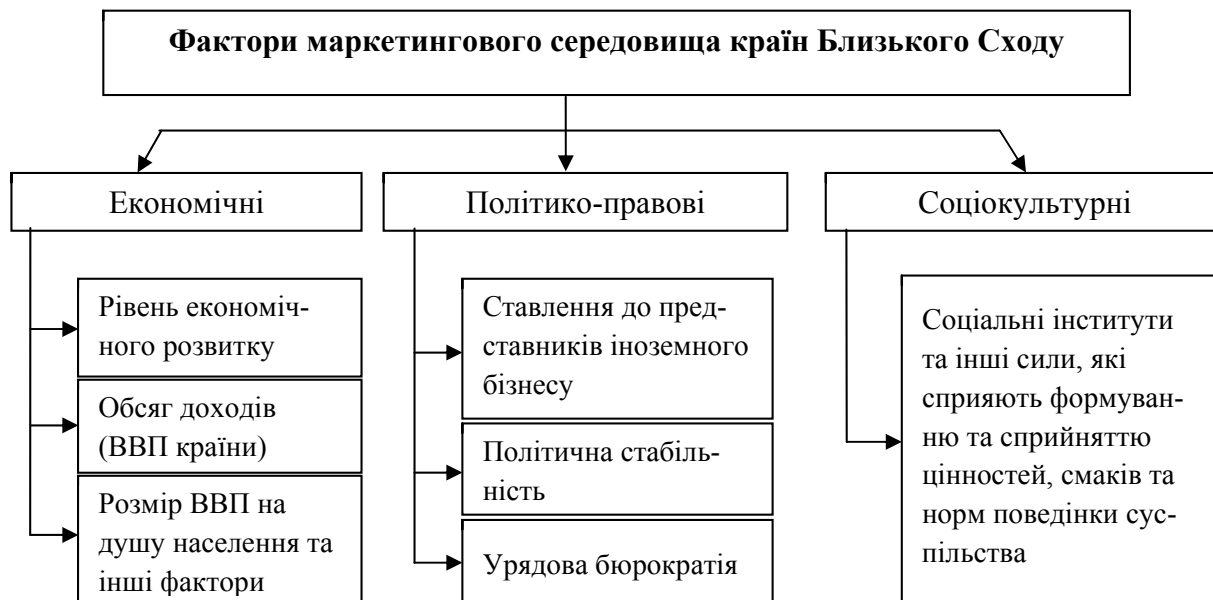 Фактори маркетингового середовища країн Близького Сходу
Економічні
Рівень економіч-
ного розвитку
Обсяг доходів
(ВВП країни)
Розмір ВВП на
душу населення та
інші фактори
Політико-правові
Ставлення до пред-
ставників іноземного
бізнесу
Політична стабіль-
ність
Урядова бюрократія
Соціокультурні
Соціальні інститути
та інші сили, які
сприяють формуван-
ню та сприйняттю
цінностей, смаків та
норм поведінки сус-
пільства